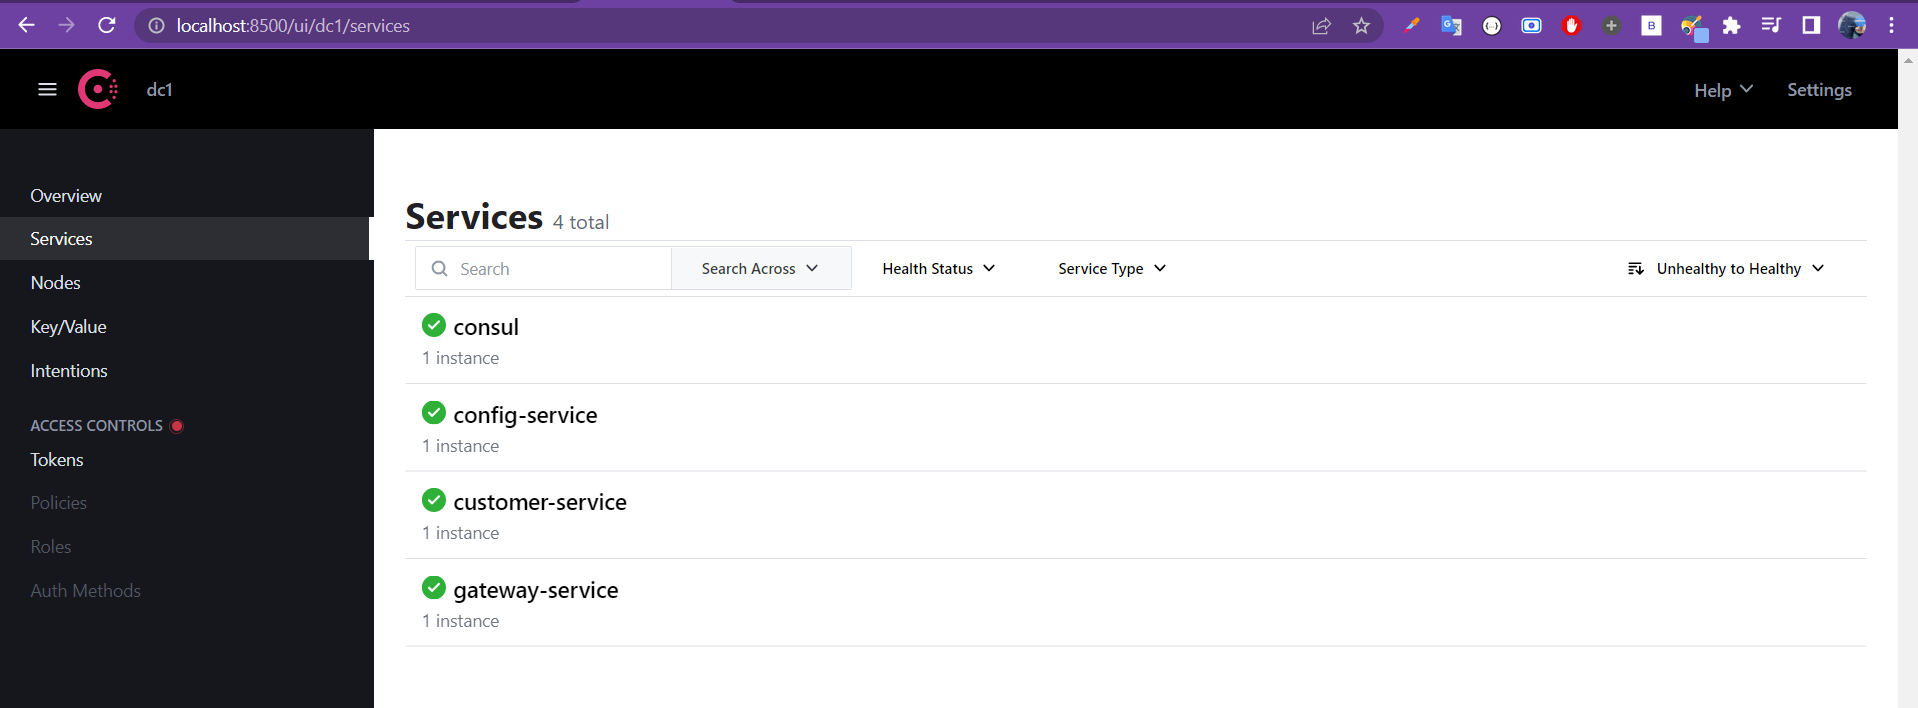 localhost:8500/ui/dc1/services
dc1
Help
Settings
Overview
Services
Nodes
Key/Value
Intentions
ACCESS CONTROLS
Tokens
Policies
Roles
Auth Methods
Services 4 total
Search
Search Across
Health Status
Service Type
Unhealthy to Healthy
consul
1 instance
config-service
1 instance
customer-service
1 instance
gateway-service
1 instance